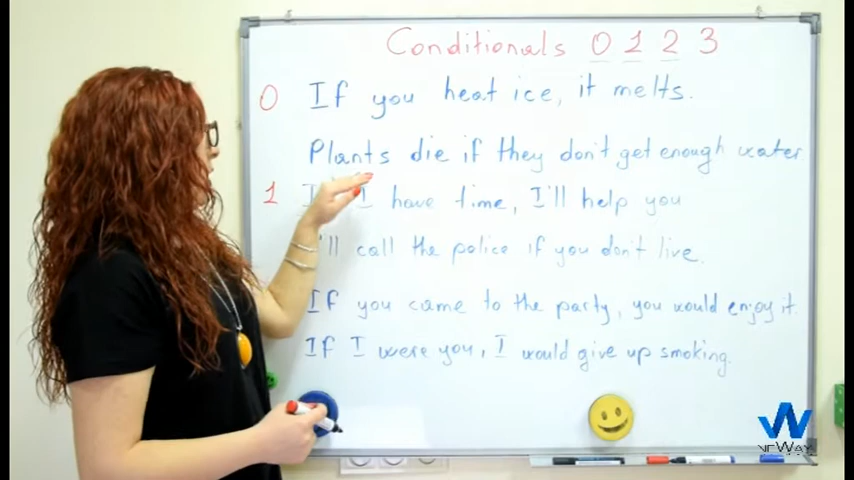 Conditionals 0 1 2 3
0 If you heat ice, it melts.
Plants die if they don't get enough water
1 I have time, I'll help you
'll call the police if you don't live.
If you came to the party, you would enjoy it.
If I were you, I would give up smoking.
NEWAY